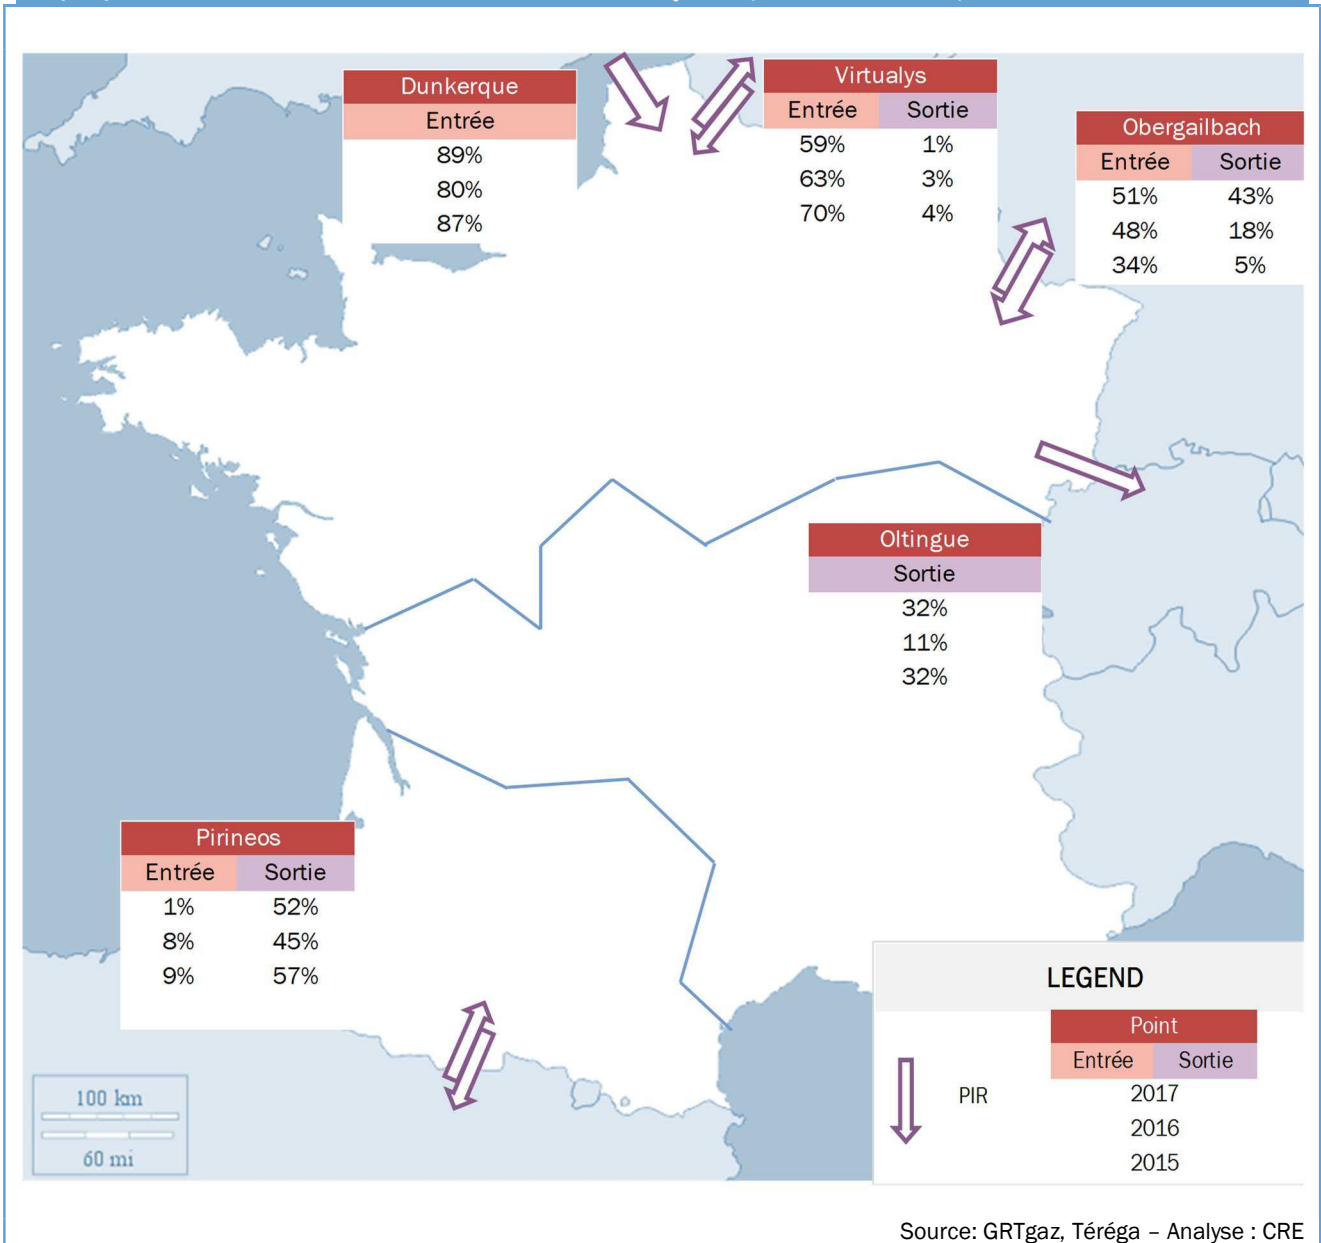 Dunkerque
Entrée
89%
80%
87%
Virtualys
Entrée Sortie
59% 1%
63% 3%
70% 4%
Obergailbach
Entrée Sortie
51% 43%
48% 18%
34% 5%
Oltingue
Sortie
32%
11%
32%
Pirineos
Entrée Sortie
1% 52%
8% 45%
9% 57%
100 km
60 mi
LEGEND
Point
Entrée Sortie
PIR
2017
2016
2015
Source: GRTgaz, Téréga – Analyse : CRE